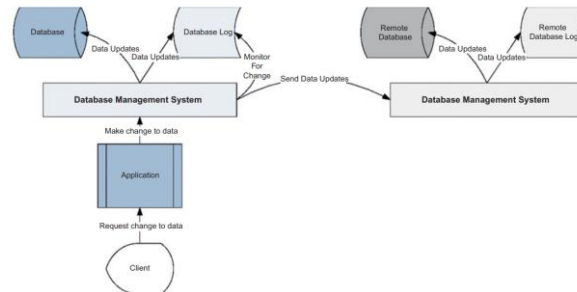 Database
Database Log
Remote
Database
Remote
Database Log
Data Updates
Data Updates
Monitor
For
Change
Data Updates
Data Updates
Send Data Updates
Database Management System
Database Management System
Make change to data
Application
Request change to data
Client